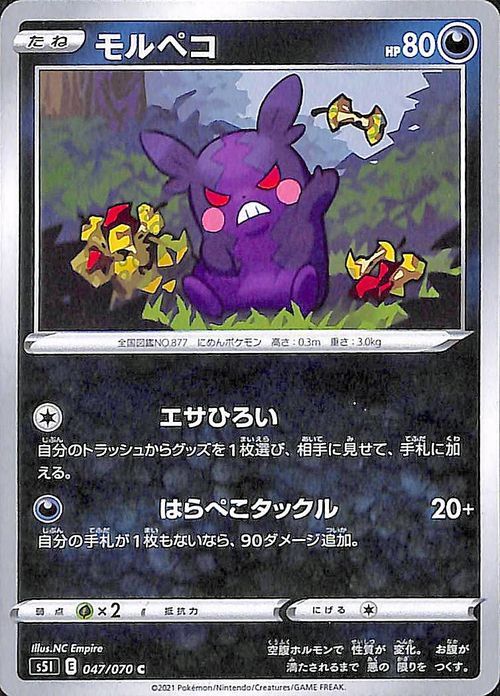 たね モルペコ HP80
全国図鑑NO.877 にめんポケモン 高さ：0.3m 重さ：3.0kg
エサひろい
自分のトラッシュからグッズを1枚選び、相手に見せて、手札に加
える。
はらぺこタックル 20+
自分の手札が1枚もないなら、90ダメージ追加。
弱点 ×2 抵抗力 にげる
Illus.NC Empire
S5I E 047/070 C
空腹ホルモンで 性質が 変化。 お腹が
満たされるまで 悪の 限りを つくす。
©2021 Pokémon/Nintendo/Creatures/GAME FREAK.